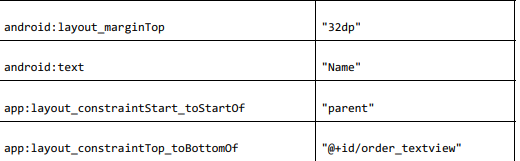 android:layout_marginTop "32dp"
android:text "Name"
app:layout_constraintStart_toStartOf "parent"
app:layout_constraintTop_toBottomOf "@+id/order_textview"